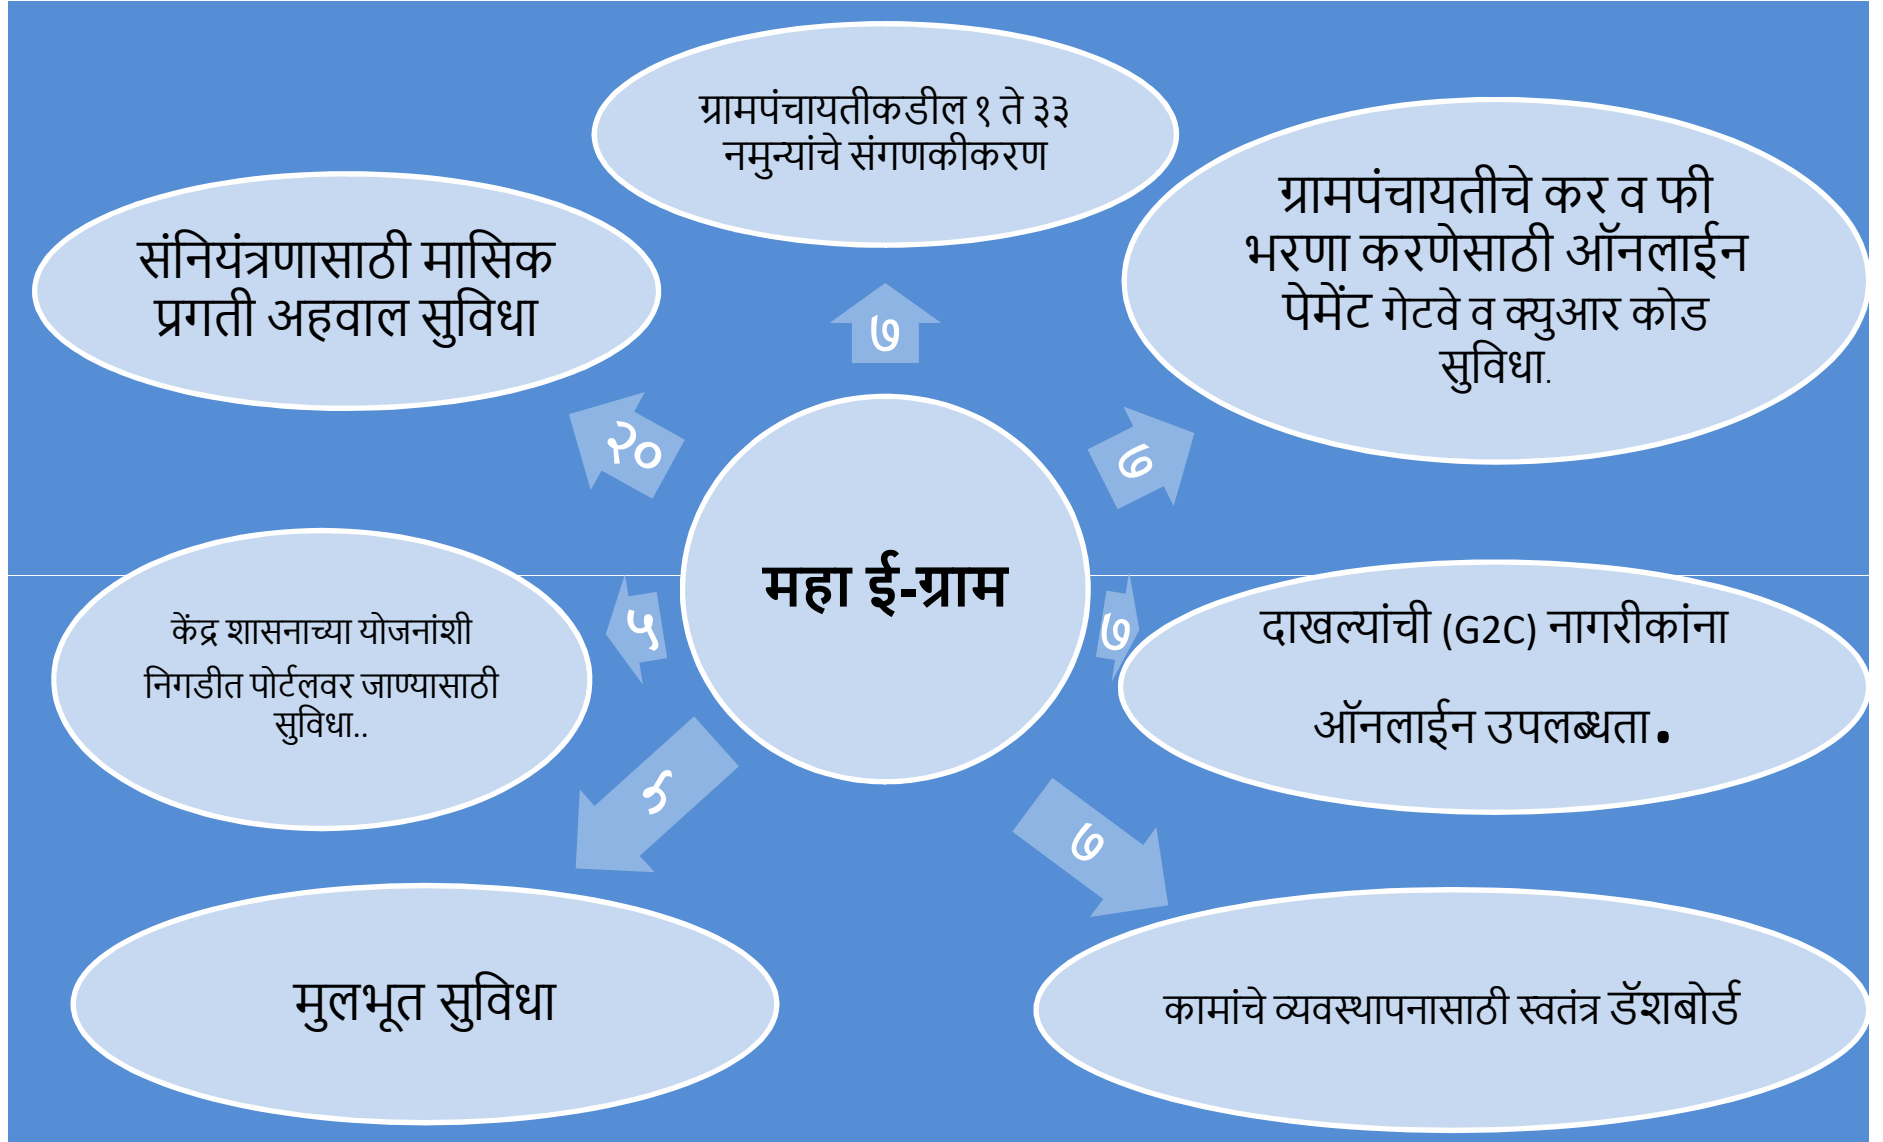 ग्रामपंचायतीकडील १ ते ३३
नमुन्यांचे संगणकीकरण
ग्रामपंचायतीचे कर व फी
भरणा करणेसाठी ऑनलाईन
पेमेंट गेटवे व क्युआर कोड
सुविधा.
संनियंत्रणासाठी मासिक
प्रगती अहवाल सुविधा
७
२०
७
महा ई-ग्राम
केंद्र शासनाच्या योजनांशी
निगडीत पोर्टलवर जाण्यासाठी
सुविधा..
५
७
दाखल्यांची (G2C) नागरीकांना
ऑनलाईन उपलब्धता.
७
मुलभूत सुविधा
कामांचे व्यवस्थापनासाठी स्वतंत्र डॅशबोर्ड